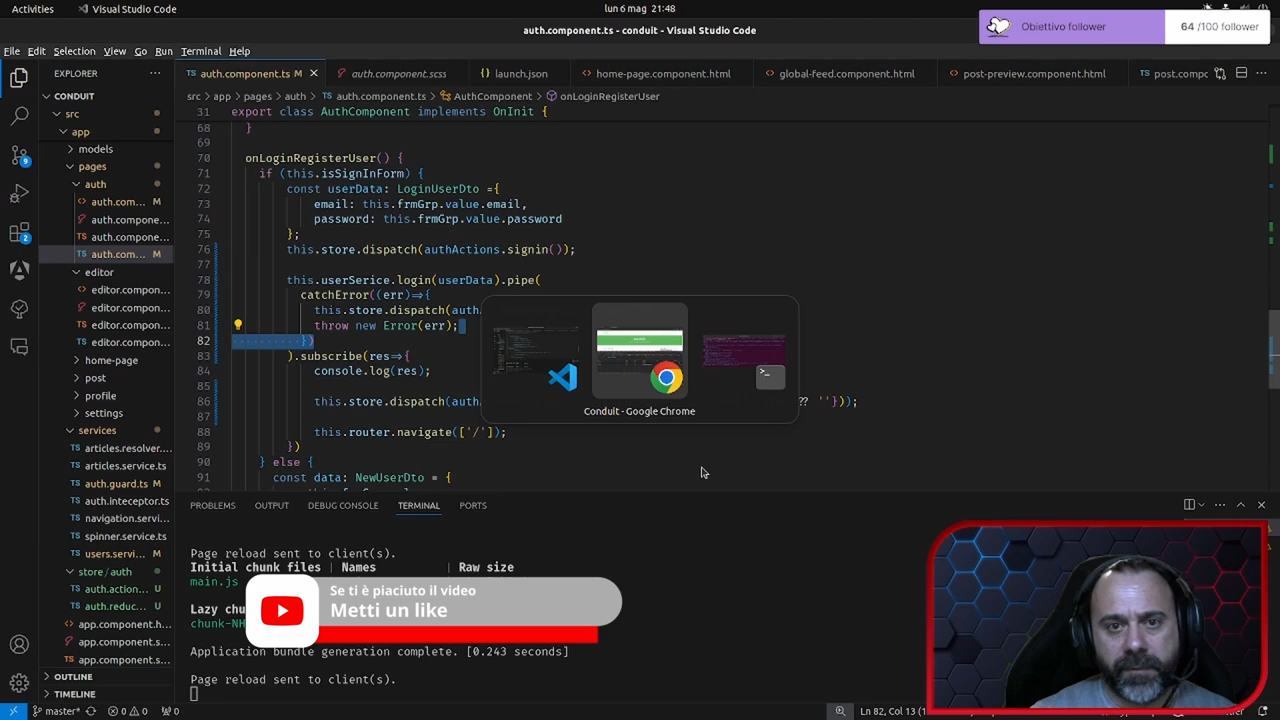 Activities
Visual Studio Code
lun 6 mag 21:48
auth.component.ts - conduit - Visual Studio Code
Obiettivo follower
64 /100 follower
File Edit Selection View Go Run Terminal Help
EXPLORER
auth.component.ts M
auth.component.scss
launch.json
home-page.component.html
global-feed.component.html
post-preview.component.html
post.compo
CONDUIT
src > app > pages > auth > auth.component.ts > AuthComponent > onLoginRegisterUser
src
app
models
pages
auth
auth.com... M
auth.compone...
auth.compone...
auth.com... M
editor
editor.compon...
editor.compon...
editor.compon...
editor.compon...
home-page
post
profile
settings
services
articles.resolver...
articles.service.ts
auth.guard.ts M
auth.inteceptor.ts
navigation.servi...
spinner.service.ts
users.servi... M
store / auth
auth.action... U
auth.reduc... U
app.component.h...
app.component.s...
app.component.s...
OUTLINE
TIMELINE
31 export class AuthComponent implements OnInit {
68 }
69
70 onLoginRegisterUser() {
71 if (this.isSignInForm) {
72 const userData: LoginUserDto ={
73 email: this.frmGrp.value.email,
74 password: this.frmGrp.value.password
75 };
76 this.store.dispatch(authActions.signin());
77
78 this.userSerice.login(userData).pipe(
79 catchError((err)=>{
80 this.store.dispatch(aut
81 throw new Error(err);
82 })
83 ).subscribe(res=>{
84 console.log(res);
85
86 this.store.dispatch(aut ?? ''}));
87
88 this.router.navigate(['/']);
89 })
90 } else {
91 const data: NewUserDto = {
Conduit - Google Chrome
PROBLEMS OUTPUT DEBUG CONSOLE TERMINAL PORTS
Page reload sent to client(s).
Initial chunk files | Names | Raw size
main.js
Lazy chu
chunk-NH
Application bundle generation complete. [0.243 seconds]
Page reload sent to client(s).
Se ti è piaciuto il video
Metti un like
9
2
master* 0 0 0
Ln 82, Col 13 (